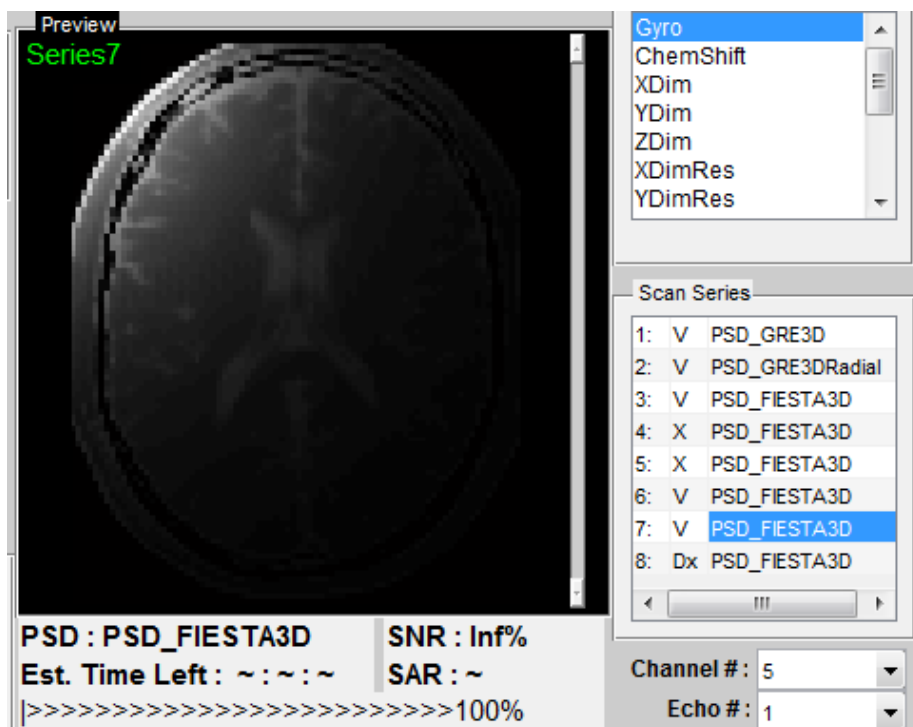 Preview
Series7
PSD : PSD_FIESTA3D
SNR : Inf%
Est. Time Left : ~ : ~ : ~
SAR : ~
|>>>>>>>>>>>>>>>>>>>>>>>>>100%
Gyro
ChemShift
XDim
YDim
ZDim
XDimRes
YDimRes
Scan Series
1: V PSD_GRE3D
2: V PSD_GRE3DRadial
3: V PSD_FIESTA3D
4: X PSD_FIESTA3D
5: X PSD_FIESTA3D
6: V PSD_FIESTA3D
7: V PSD_FIESTA3D
8: Dx PSD_FIESTA3D
Channel # : 5
Echo # : 1